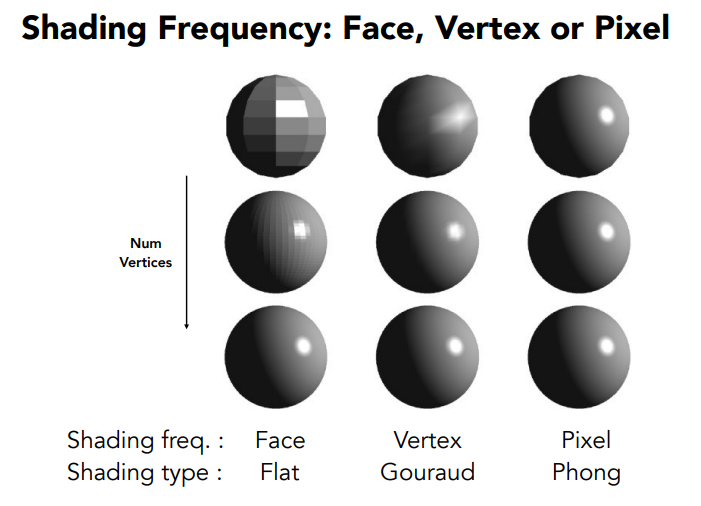 Shading Frequency: Face, Vertex or Pixel
Num
Vertices
Shading freq. : Face Vertex Pixel
Shading type : Flat Gouraud Phong